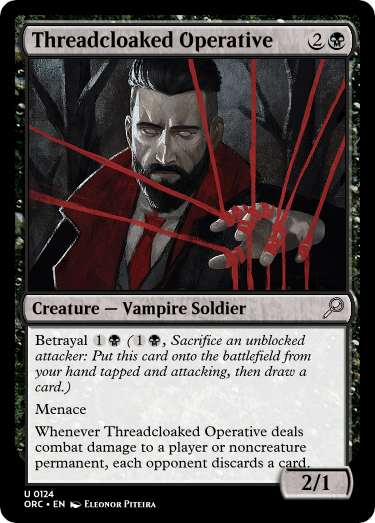 Threadcloaked Operative 2
Creature — Vampire Soldier
Betrayal 1 (1, Sacrifice an unblocked
attacker: Put this card onto the battlefield from
your hand tapped and attacking, then draw a
card.)
Menace
Whenever Threadcloaked Operative deals
combat damage to a player or noncreature
permanent, each opponent discards a card.
2/1
U 0124
ORC • EN Eleonor Piteira